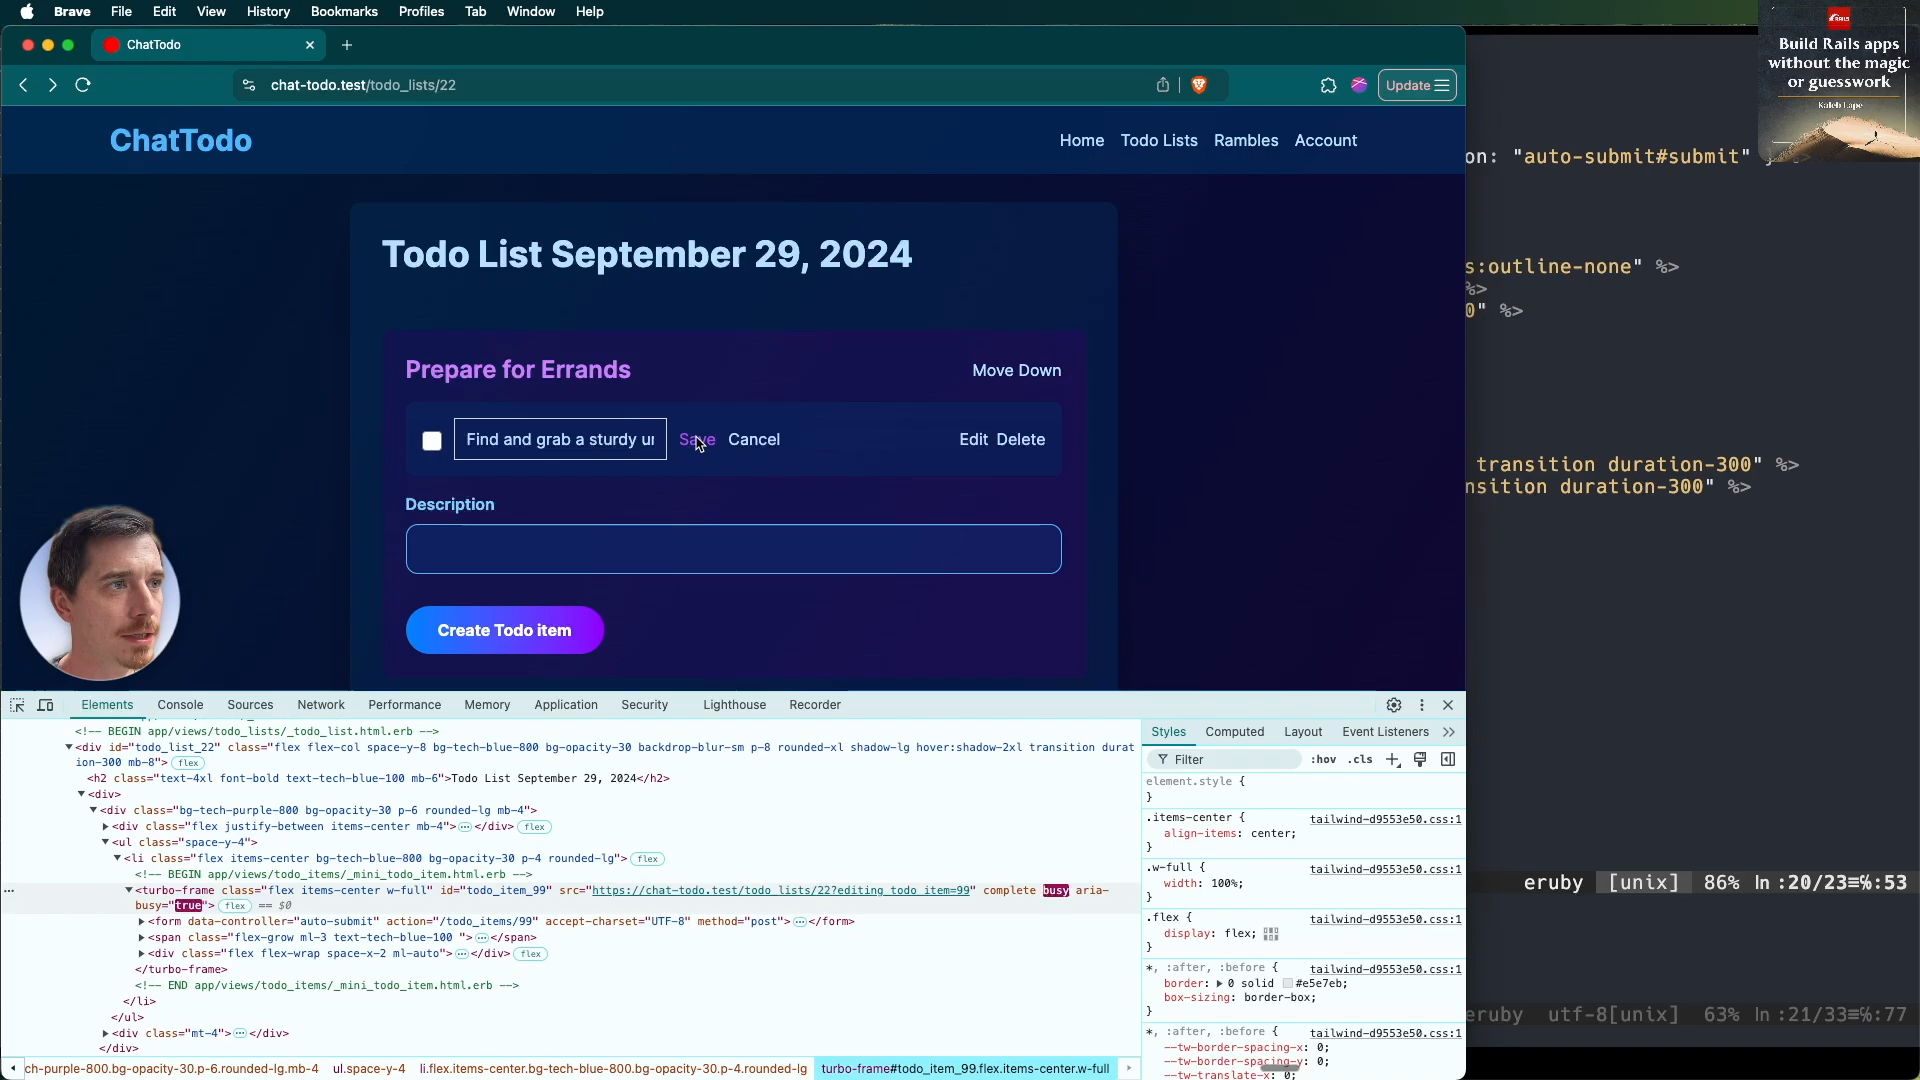 Brave File Edit View History Bookmarks Profiles Tab Window Help
ChatTodo
chat-todo.test/todo_lists/22
Update
RAILS
Build Rails apps
without the magic
or guesswork
Kaleb Lape
ChatTodo
Home Todo Lists Rambles Account
on: "auto-submit#submit"
Todo List September 29, 2024
s:outline-none" %>
%>
0" %>
Prepare for Errands
Move Down
Find and grab a sturdy
Save Cancel
Edit Delete
transition duration-300" %>
nsition duration-300" %>
Description
Create Todo item
Elements Console Sources Network Performance Memory Application Security Lighthouse Recorder
<!-- BEGIN app/views/todo_lists/_todo_list.html.erb -->
▼<div id="todo_list_22" class="flex flex-col space-y-8 bg-tech-blue-800 bg-opacity-30 backdrop-blur-sm p-8 rounded-xl shadow-lg hover:shadow-2xl transition durat
ion-300 mb-8"> flex
<h2 class="text-4xl font-bold text-tech-blue-100 mb-6">Todo List September 29, 2024</h2>
▼<div>
▼<div class="bg-tech-purple-800 bg-opacity-30 p-6 rounded-lg mb-4">
▶<div class="flex justify-between items-center mb-4">⋯</div> flex
▼<ul class="space-y-4">
▼<li class="flex items-center bg-tech-blue-800 bg-opacity-30 p-4 rounded-lg"> flex
<!-- BEGIN app/views/todo_items/_mini_todo_item.html.erb -->
▼<turbo-frame class="flex items-center w-full" id="todo_item_99" src="https://chat-todo.test/todo_lists/22?editing_todo_item=99" complete busy aria-
busy="true"> flex == $0
▶<form data-controller="auto-submit" action="/todo_items/99" accept-charset="UTF-8" method="post">⋯</form>
▶<span class="flex-grow ml-3 text-tech-blue-100 ">⋯</span>
▶<div class="flex flex-wrap space-x-2 ml-auto">⋯</div> flex
</turbo-frame>
<!-- END app/views/todo_items/_mini_todo_item.html.erb -->
</li>
</ul>
▶<div class="mt-4">⋯</div>
</div>
ch-purple-800.bg-opacity-30.p-6.rounded-lg.mb-4 ul.space-y-4 li.flex.items-center.bg-tech-blue-800.bg-opacity-30.p-4.rounded-lg turbo-frame#todo_item_99.flex.items-center.w-full
Styles Computed Layout Event Listeners
Filter :hov .cls
element.style {
}
.items-center { tailwind-d9553e50.css:1
align-items: center;
}
.w-full { tailwind-d9553e50.css:1
width: 100%;
}
.flex { tailwind-d9553e50.css:1
display: flex;
}
*, :after, :before { tailwind-d9553e50.css:1
border: ▶ 0 solid #e5e7eb;
box-sizing: border-box;
}
*, :after, :before { tailwind-d9553e50.css:1
--tw-border-spacing-x: 0;
--tw-border-spacing-y: 0;
--tw-translate-x: 0;
eruby [unix] 86% ln :20/23≡℅:53
eruby utf-8[unix] 63% ln :21/33≡℅:77